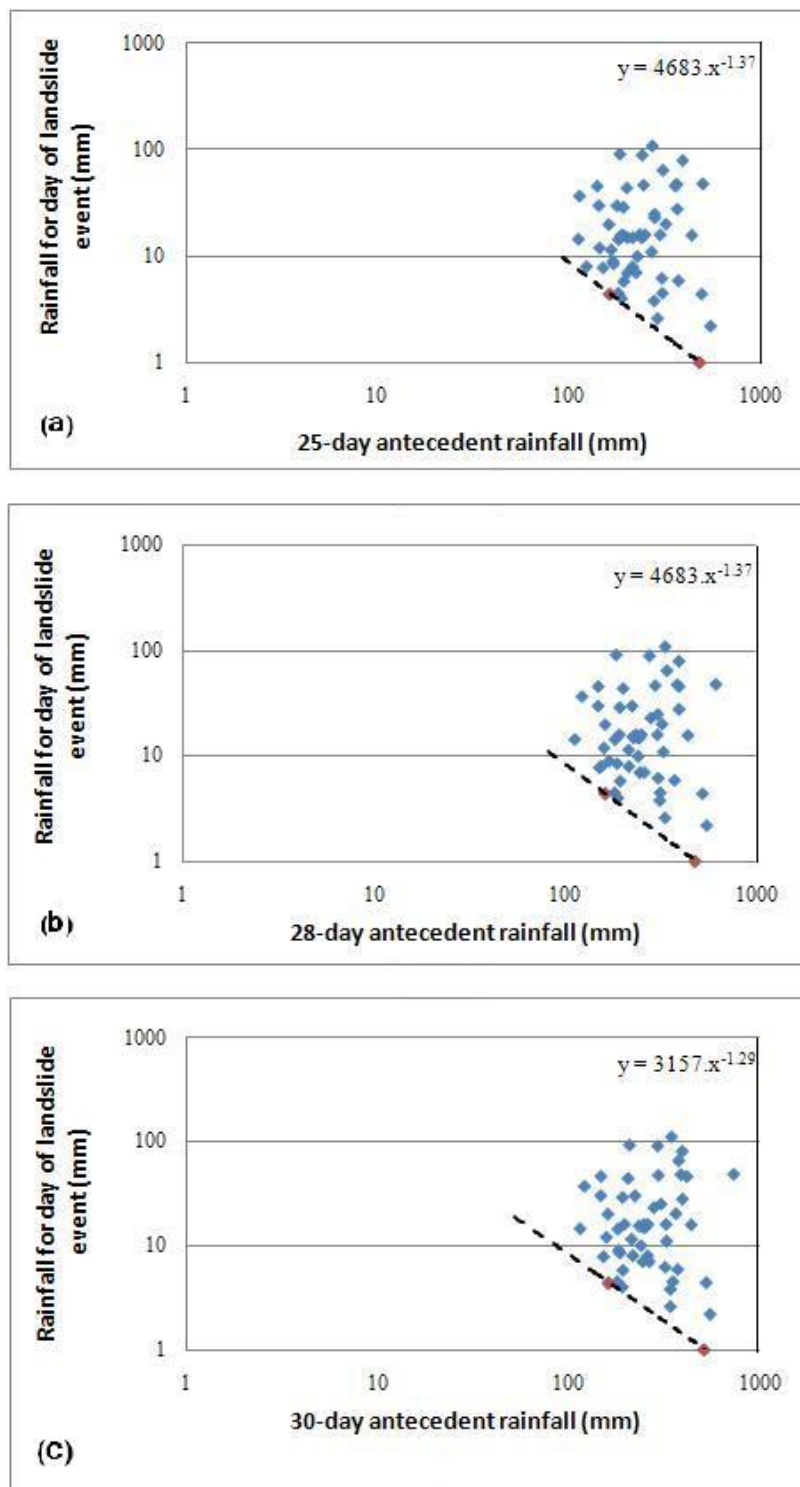 1000
y = 4683.x-1.37
100
10
1
1
10
100
1000
Rainfall for day of landslide
event (mm)
(a)
25-day antecedent rainfall (mm)
1000
y = 4683.x-1.37
100
10
1
1
10
100
1000
Rainfall for day of landslide
event (mm)
(b)
28-day antecedent rainfall (mm)
1000
y = 3157.x-1.29
100
10
1
1
10
100
1000
Rainfall for day of landslide
event (mm)
(C)
30-day antecedent rainfall (mm)